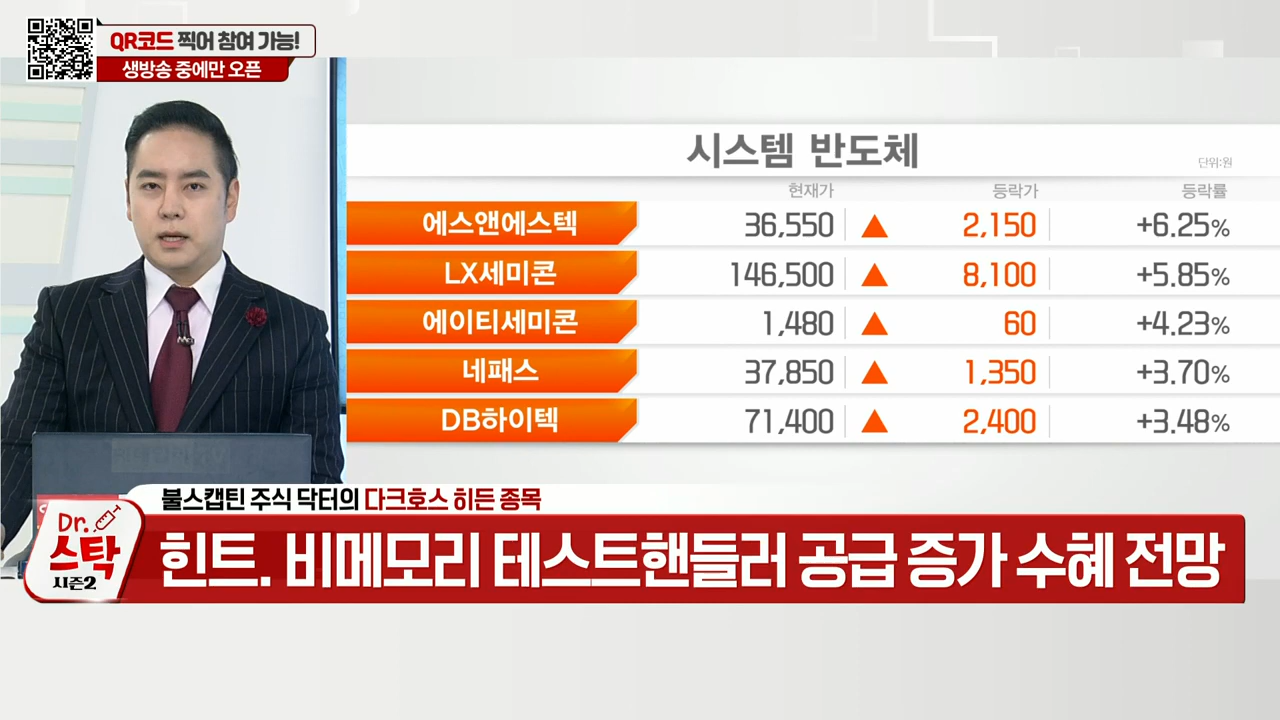 QR코드 찍어 참여 가능!
생방송 중에만 오픈
시스템 반도체
단위:원
현재가 등락가 등락률
에스앤에스텍 36,550 ▲ 2,150 +6.25%
LX세미콘 146,500 ▲ 8,100 +5.85%
에이티세미콘 1,480 ▲ 60 +4.23%
네패스 37,850 ▲ 1,350 +3.70%
DB하이텍 71,400 ▲ 2,400 +3.48%
불스캡틴 주식 닥터의 다크호스 히든 종목
Dr.
스탁
시즌2
힌트. 비메모리 테스트핸들러 공급 증가 수혜 전망